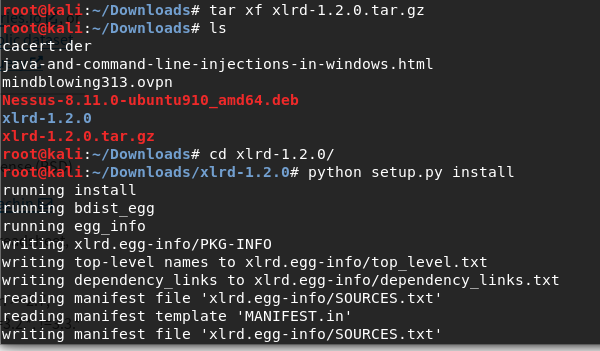 root@kali:~/Downloads# tar xf xlrd-1.2.0.tar.gz
root@kali:~/Downloads# ls
cacert.der
java-and-command-line-injections-in-windows.html
mindblowing313.ovpn
Nessus-8.11.0-ubuntu910_amd64.deb
xlrd-1.2.0
xlrd-1.2.0.tar.gz
root@kali:~/Downloads# cd xlrd-1.2.0/
root@kali:~/Downloads/xlrd-1.2.0# python setup.py install
running install
running bdist_egg
running egg_info
writing xlrd.egg-info/PKG-INFO
writing top-level names to xlrd.egg-info/top_level.txt
writing dependency_links to xlrd.egg-info/dependency_links.txt
reading manifest file 'xlrd.egg-info/SOURCES.txt'
reading manifest template 'MANIFEST.in'
writing manifest file 'xlrd.egg-info/SOURCES.txt'